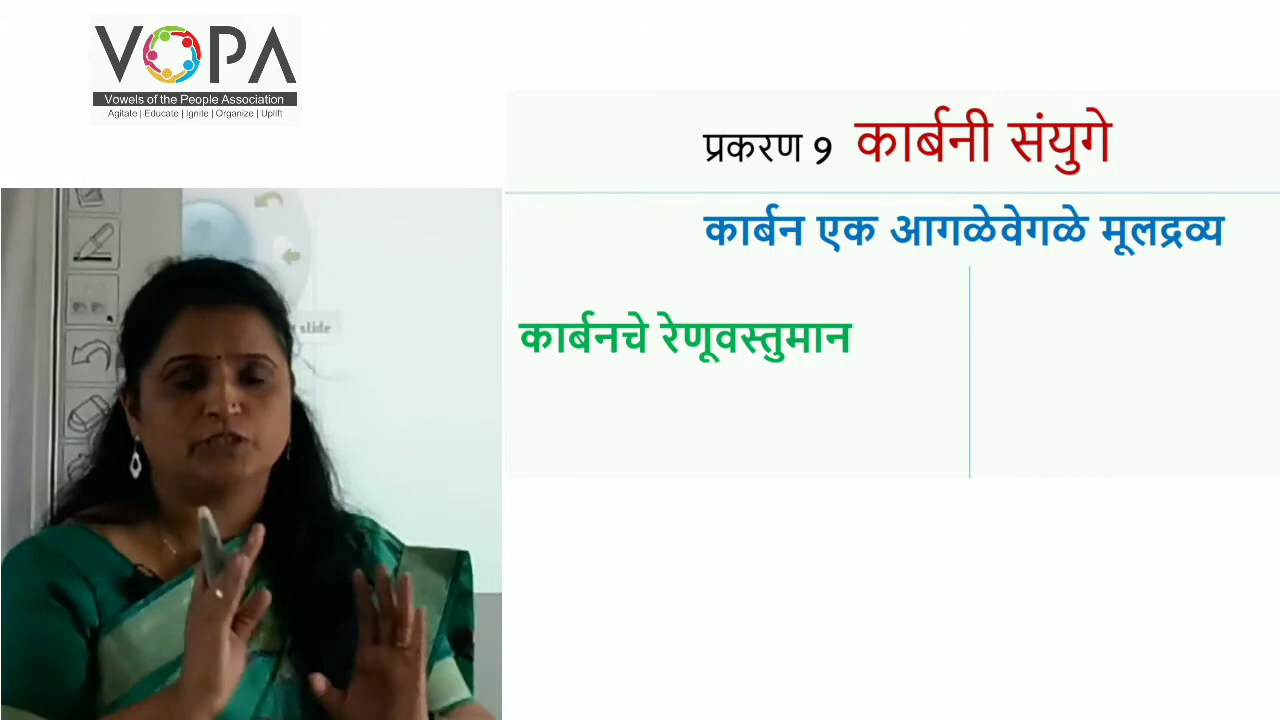 VOPA
Vowels of the People Association
Agitate | Educate | Ignite | Organize | Uplift
प्रकरण 9 कार्बनी संयुगे
कार्बन एक आगळेवेगळे मूलद्रव्य
slide
कार्बनचे रेणूवस्तुमान